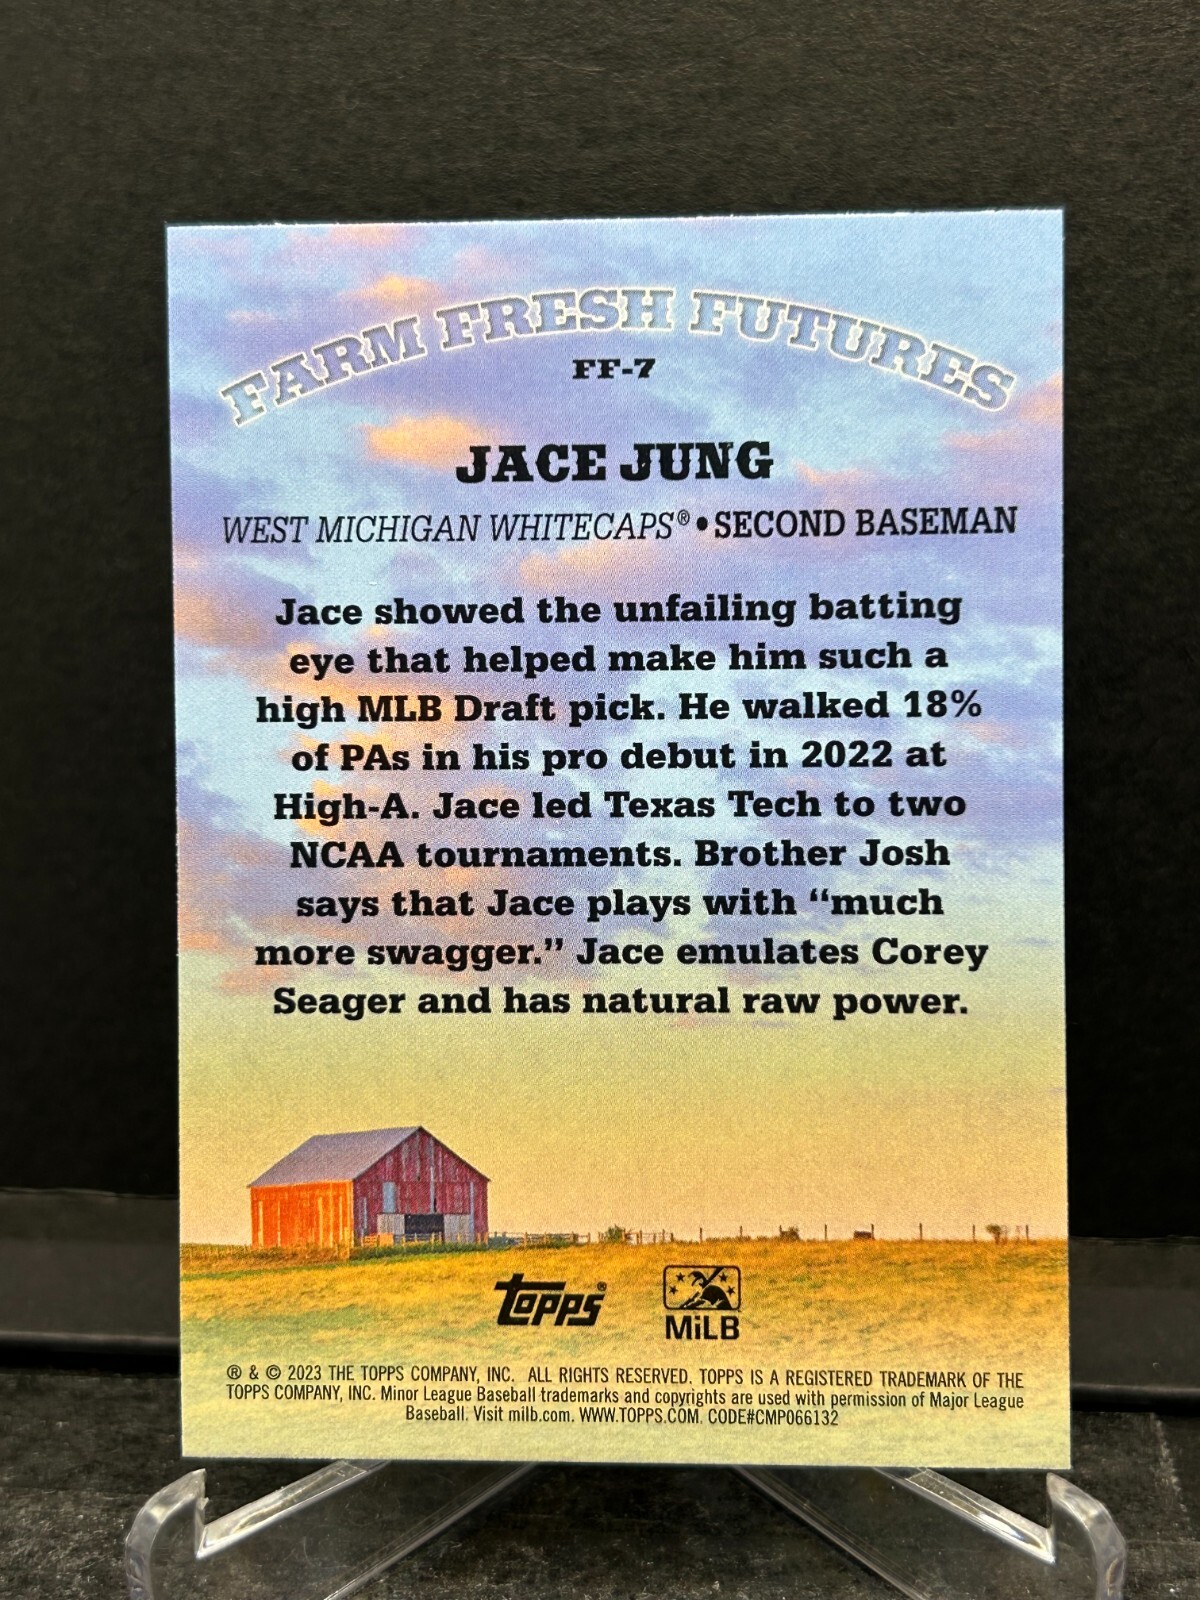 FARM FRESH FUTURES
FF-7
JACE JUNG
WEST MICHIGAN WHITECAPS® • SECOND BASEMAN
Jace showed the unfailing batting
eye that helped make him such a
high MLB Draft pick. He walked 18%
of PAs in his pro debut in 2022 at
High-A. Jace led Texas Tech to two
NCAA tournaments. Brother Josh
says that Jace plays with “much
more swagger.” Jace emulates Corey
Seager and has natural raw power.
topps®
MiLB
® & © 2023 THE TOPPS COMPANY, INC. ALL RIGHTS RESERVED. TOPPS IS A REGISTERED TRADEMARK OF THE
TOPPS COMPANY, INC. Minor League Baseball trademarks and copyrights are used with permission of Major League
Baseball. Visit milb.com. WWW.TOPPS.COM. CODE#CMP066132